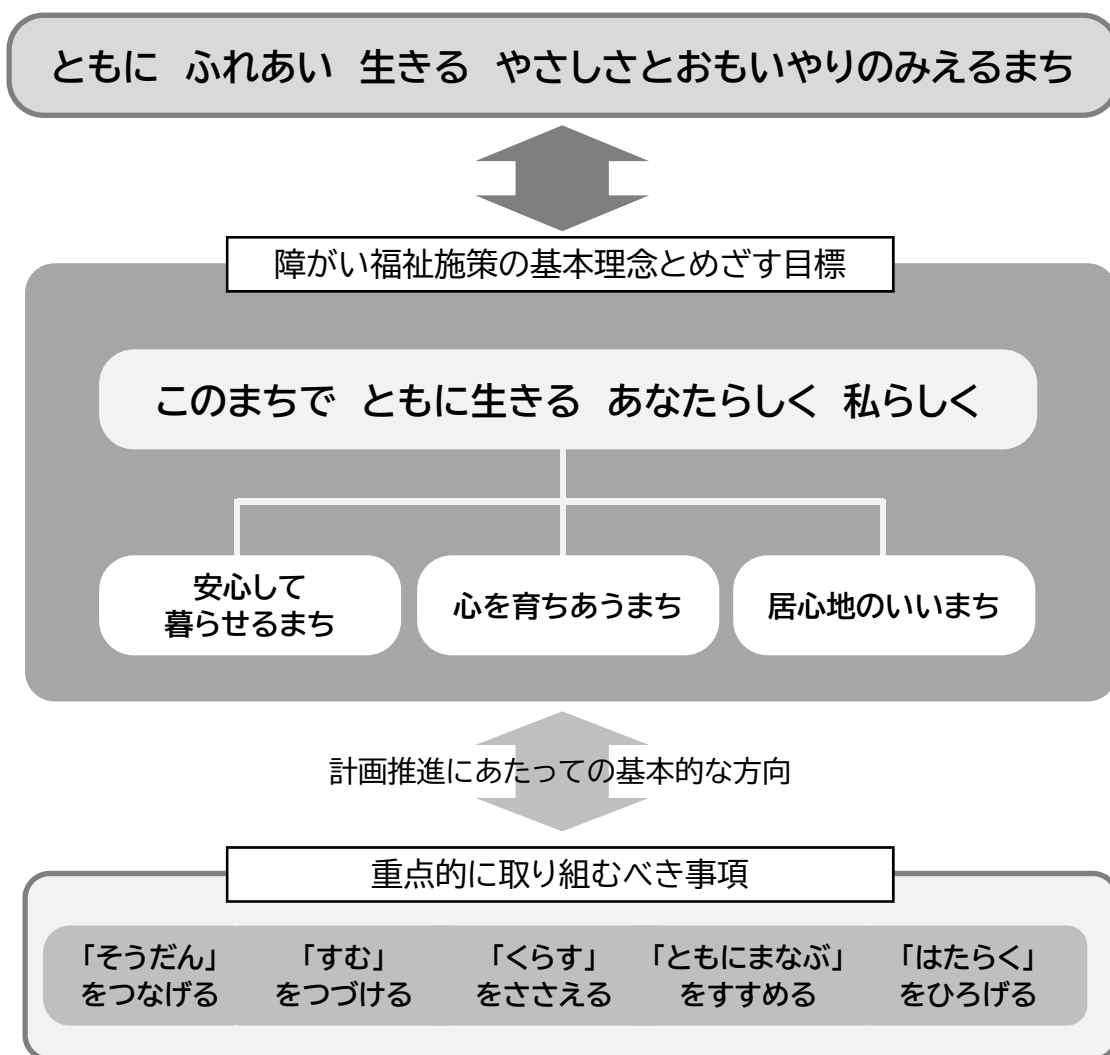 ともに ふれあい 生きる やさしさとおもいやりのみえるまち
障がい福祉施策の基本理念とめざす目標
このまちで ともに生きる あなたらしく 私らしく
安心して
暮らせるまち
心を育ちあうまち
居心地のいいまち
計画推進にあたっての基本的な方向
重点的に取り組むべき事項
「そうだん」
をつなげる
「すむ」
をつづける
「くらす」
をささえる
「ともにまなぶ」
をすすめる
「はたらく」
をひろげる